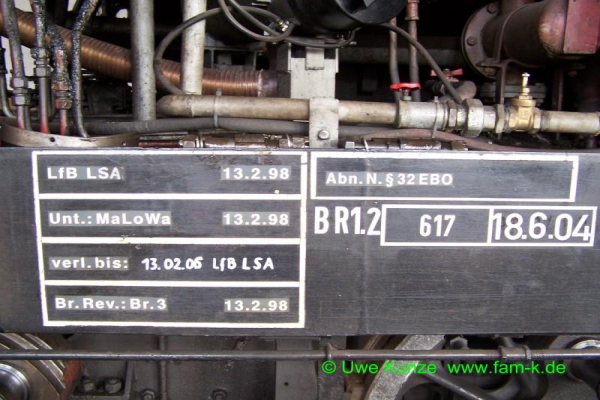 LfB LSA 13.2.98
Unt.: MaLoWa 13.2.98
verl.bis: 13.02.06 LfB LSA
Br. Rev.: Br.3 13.2.98
Abn. N. § 32 EBO
BR1.2 617 18.6.04
© Uwe Kunze www.fam-k.de